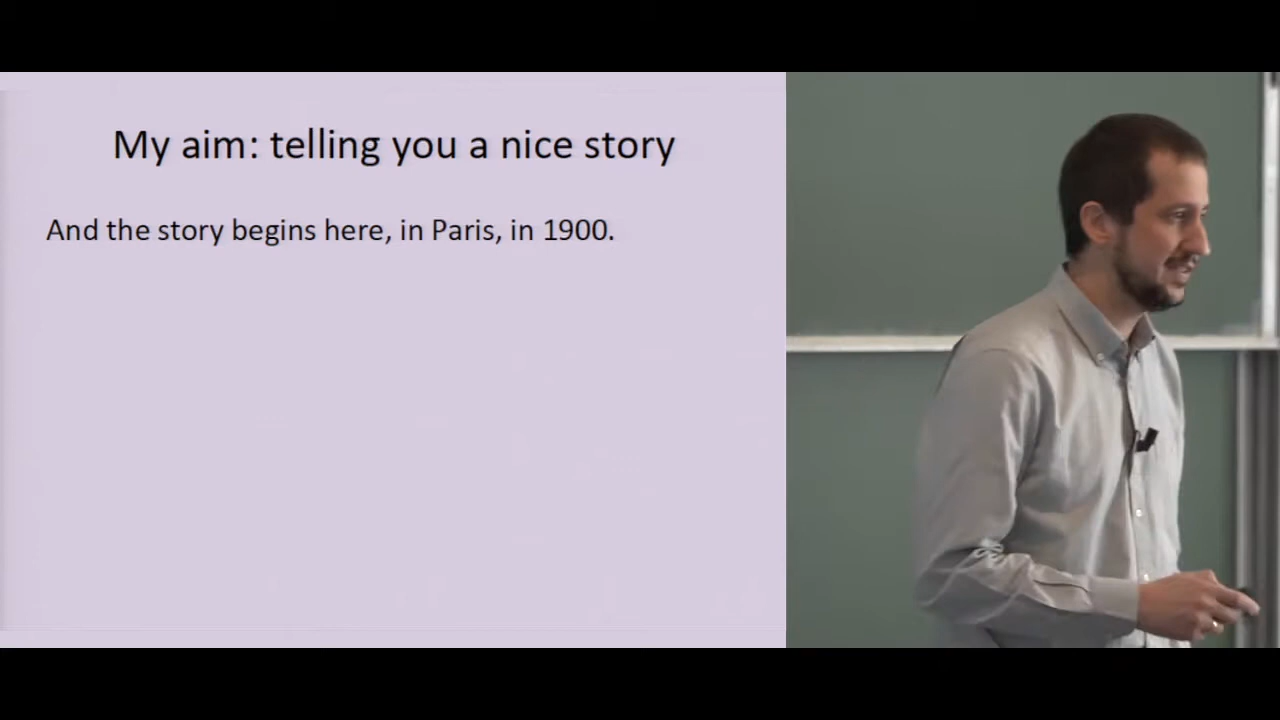 My aim: telling you a nice story
And the story begins here, in Paris, in 1900.